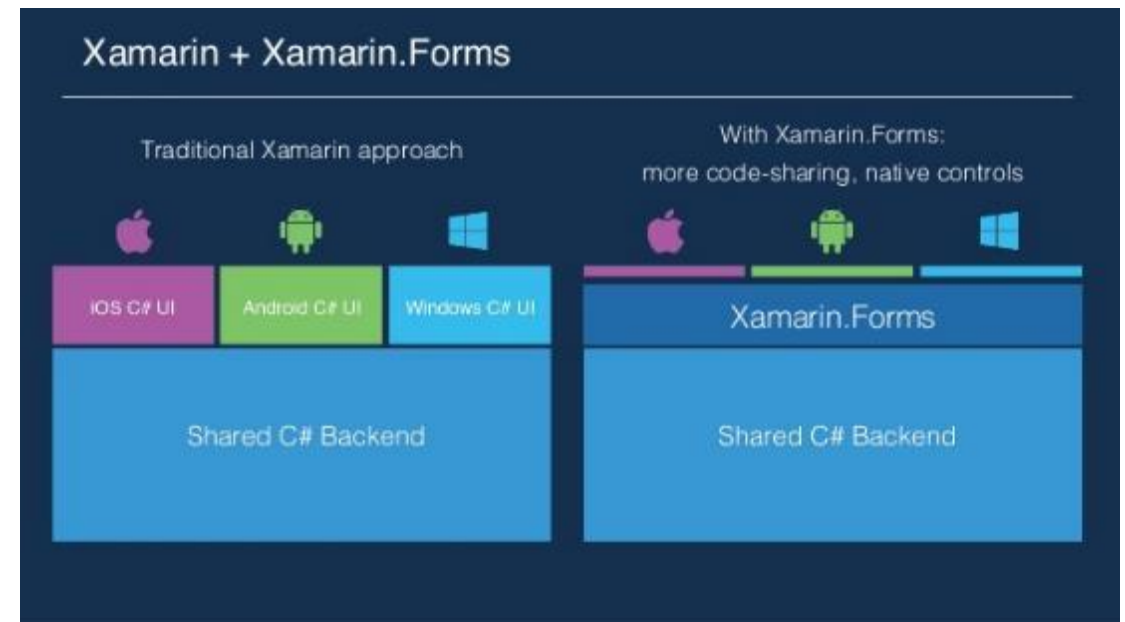 Xamarin + Xamarin.Forms
Traditional Xamarin approach
iOS C# UI
Android C# UI
Windows C# UI
Shared C# Backend
With Xamarin.Forms:
more code-sharing, native controls
Xamarin.Forms
Shared C# Backend